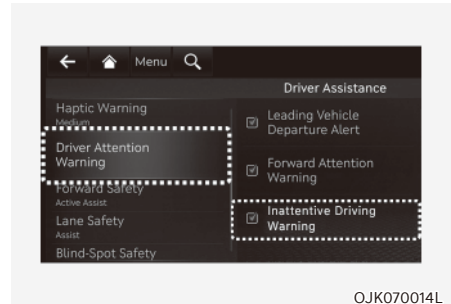 Menu
Driver Assistance
Haptic Warning
Medium
Driver Attention
Warning
Forward Safety
Active Assist
Lane Safety
Assist
Blind-Spot Safety
Leading Vehicle
Departure Alert
Forward Attention
Warning
Inattentive Driving
Warning
OJK070014L